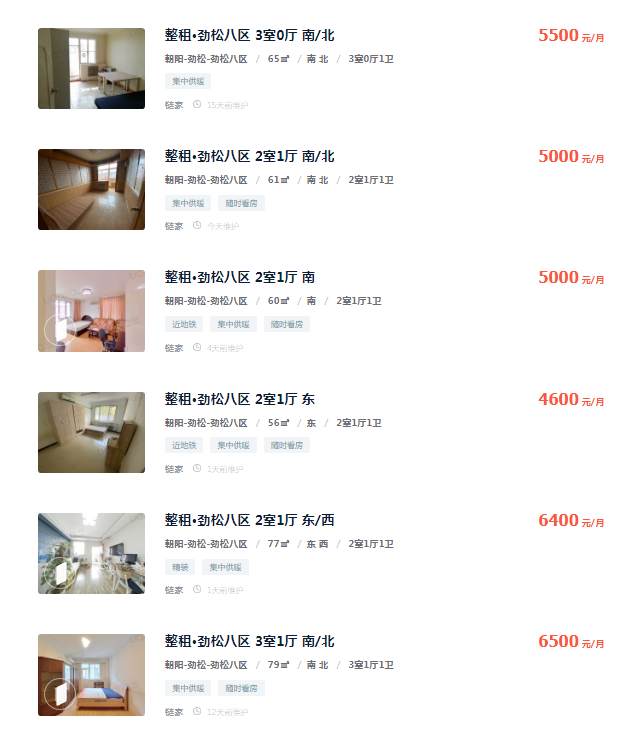 整租·劲松八区 3室0厅 南/北
5500 元/月
朝阳-劲松-劲松八区 / 65㎡ / 南 北 / 3室0厅1卫
集中供暖
链家 15天前维护
整租·劲松八区 2室1厅 南/北
5000 元/月
朝阳-劲松-劲松八区 / 61㎡ / 南 北 / 2室1厅1卫
集中供暖 随时看房
链家 今天维护
整租·劲松八区 2室1厅 南
5000 元/月
朝阳-劲松-劲松八区 / 60㎡ / 南 / 2室1厅1卫
近地铁 集中供暖 随时看房
链家 4天前维护
整租·劲松八区 2室1厅 东
4600 元/月
朝阳-劲松-劲松八区 / 56㎡ / 东 / 2室1厅1卫
近地铁 集中供暖 随时看房
链家 1天前维护
整租·劲松八区 2室1厅 东/西
6400 元/月
朝阳-劲松-劲松八区 / 77㎡ / 东 西 / 2室1厅1卫
精装 集中供暖
链家 1天前维护
整租·劲松八区 3室1厅 南/北
6500 元/月
朝阳-劲松-劲松八区 / 79㎡ / 南 北 / 3室1厅1卫
集中供暖 随时看房
链家 12天前维护